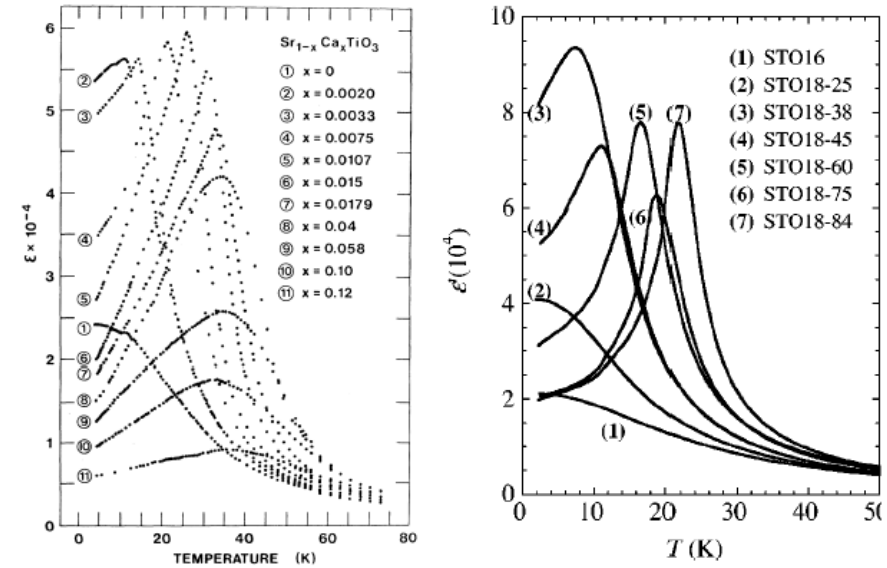 6
5
4
3
2
1
0
ε × 10⁻⁴
0 20 40 60 80
TEMPERATURE (K)
Sr₁₋ₓ CaₓTiO₃
① x = 0
② x = 0.0020
③ x = 0.0033
④ x = 0.0075
⑤ x = 0.0107
⑥ x = 0.015
⑦ x = 0.0179
⑧ x = 0.04
⑨ x = 0.058
⑩ x = 0.10
⑪ x = 0.12
②
③
④
⑤
①
⑥
⑦
⑧
⑨
⑩
⑪
10
8
6
4
2
0
ε'(10⁴)
0 10 20 30 40 50
T (K)
(1) STO16
(2) STO18-25
(3) STO18-38
(4) STO18-45
(5) STO18-60
(6) STO18-75
(7) STO18-84
(3)
(5) (7)
(4)
(6)
(2)
(1)